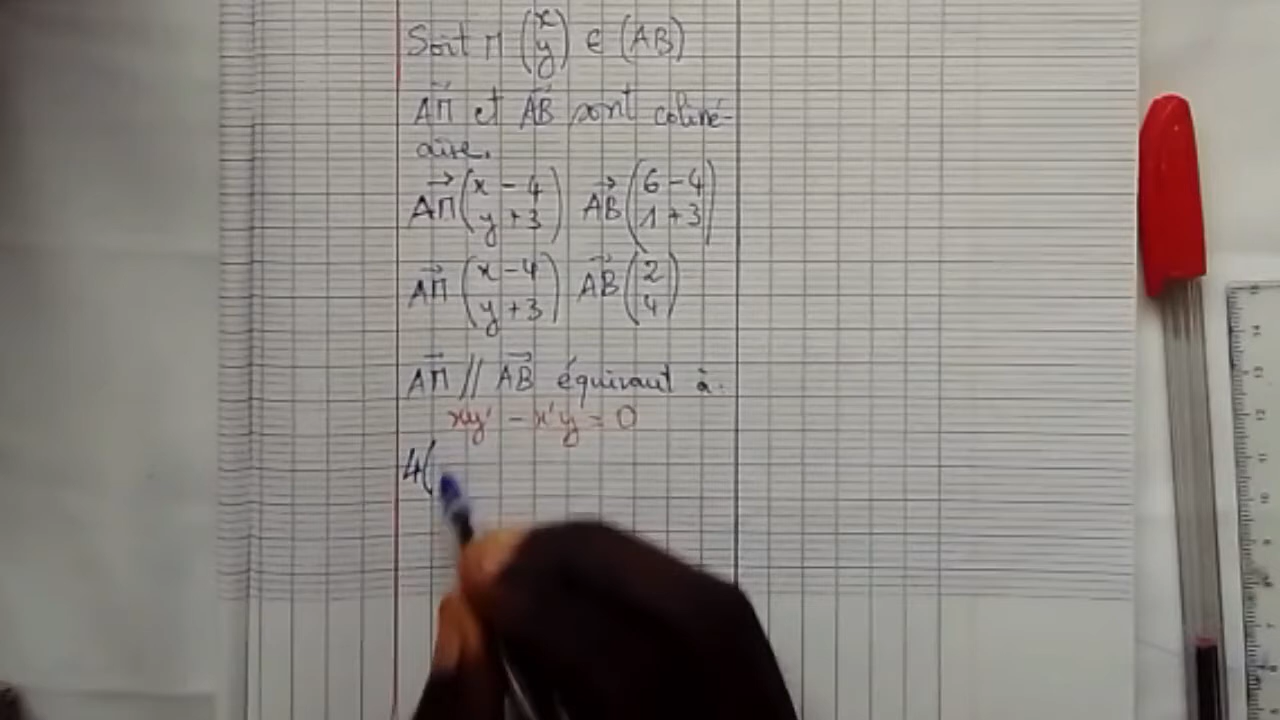 Soit M (x y) ∈ (AB)
AM et AB sont coliné-
aire.
AM (x - 4 y + 3) AB (6 - 4 1 + 3)
AM (x - 4 y + 3) AB (2 4)
AM // AB équivaut à.
xy' - x'y = 0
4(